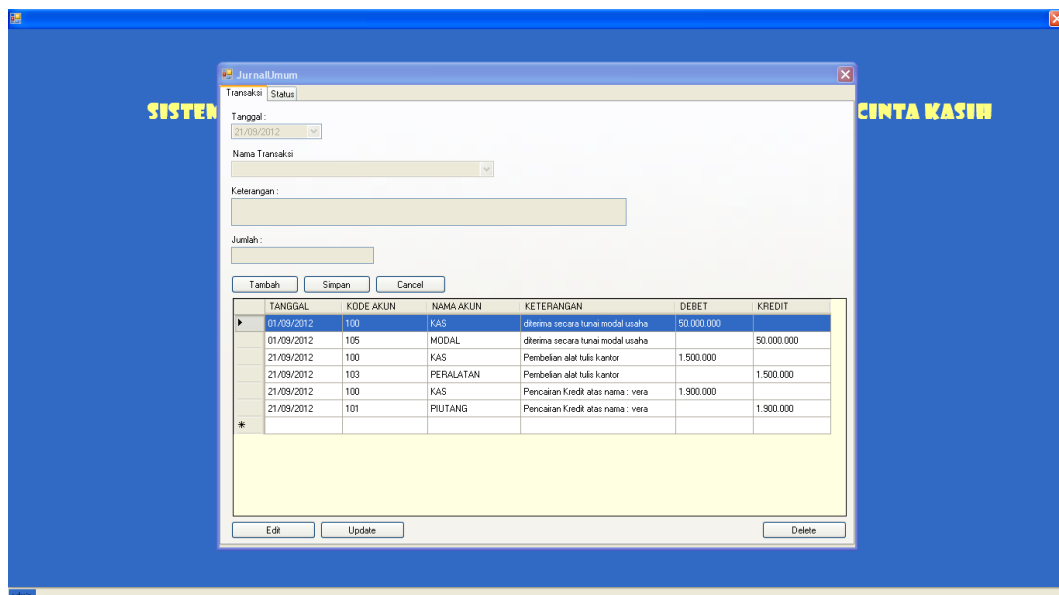 JurnalUmum
Transaksi Status
SISTEM CINTA KASIH
Tanggal :
21/09/2012
Nama Transaksi
Keterangan :
Jumlah :
Tambah Simpan Cancel
TANGGAL KODE AKUN NAMA AKUN KETERANGAN DEBET KREDIT
01/09/2012 100 KAS diterima secara tunai modal usaha 50.000.000
01/09/2012 105 MODAL diterima secara tunai modal usaha 50.000.000
21/09/2012 100 KAS Pembelian alat tulis kantor 1.500.000
21/09/2012 103 PERALATAN Pembelian alat tulis kantor 1.500.000
21/09/2012 100 KAS Pencairan Kredit atas nama : vera 1.900.000
21/09/2012 101 PIUTANG Pencairan Kredit atas nama : vera 1.900.000
Edit Update Delete